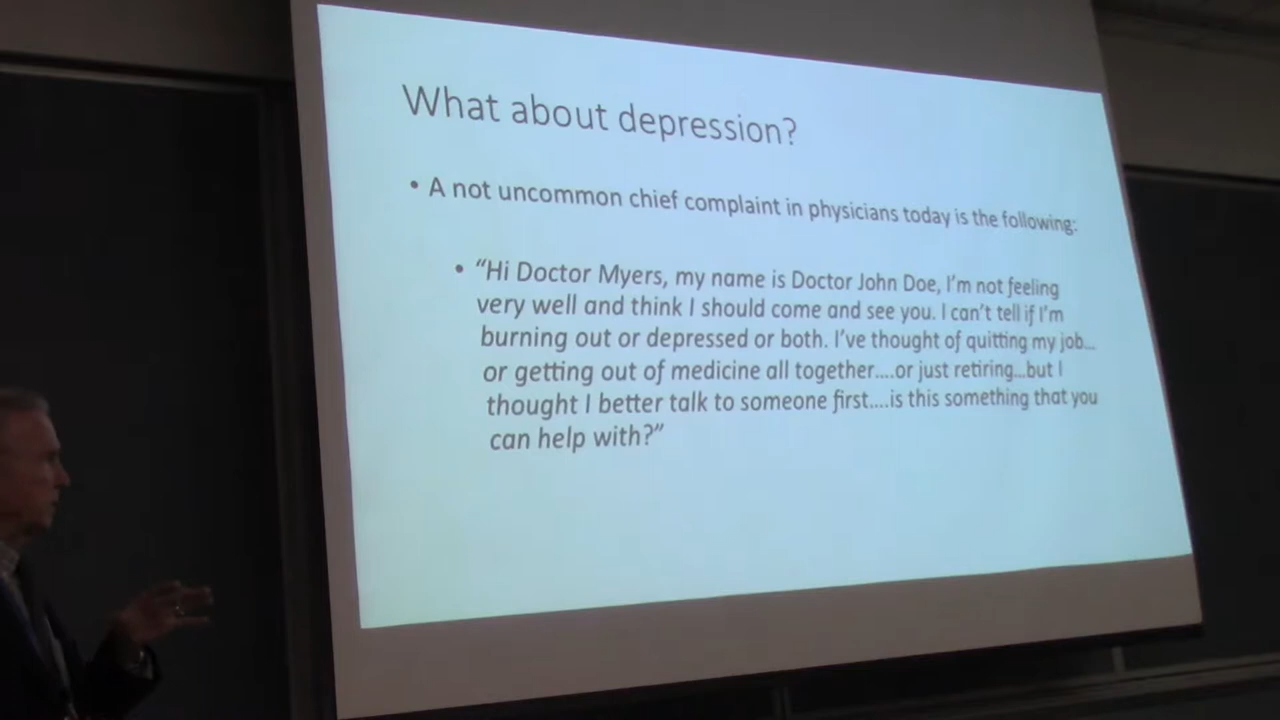 What about depression?
• A not uncommon chief complaint in physicians today is the following:
• “Hi Doctor Myers, my name is Doctor John Doe, I’m not feeling
very well and think I should come and see you. I can’t tell if I’m
burning out or depressed or both. I’ve thought of quitting my job…
or getting out of medicine all together….or just retiring…but I
thought I better talk to someone first….is this something that you
can help with?”